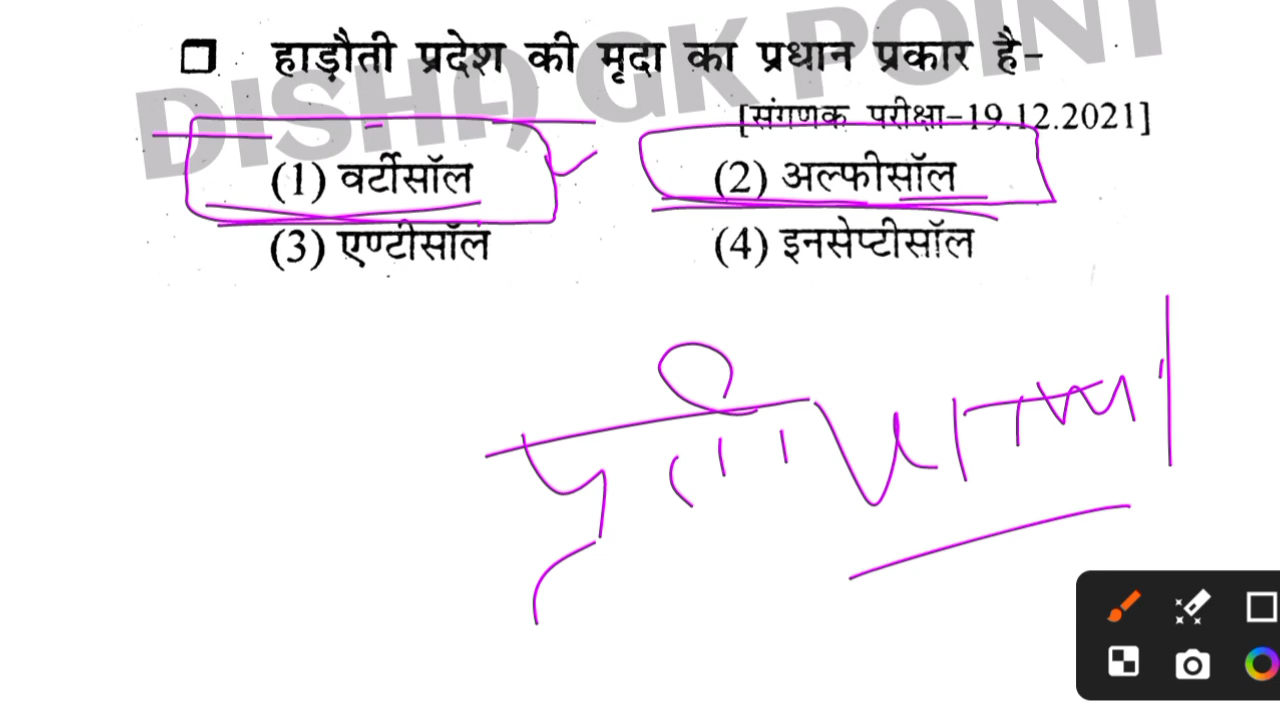 DISHA GK POINT
☐ हाड़ौती प्रदेश की मृदा का प्रधान प्रकार है-
[संगणक परीक्षा-19.12.2021]
(1) वर्टीसॉल (2) अल्फीसॉल
(3) एण्टीसॉल (4) इनसेप्टीसॉल